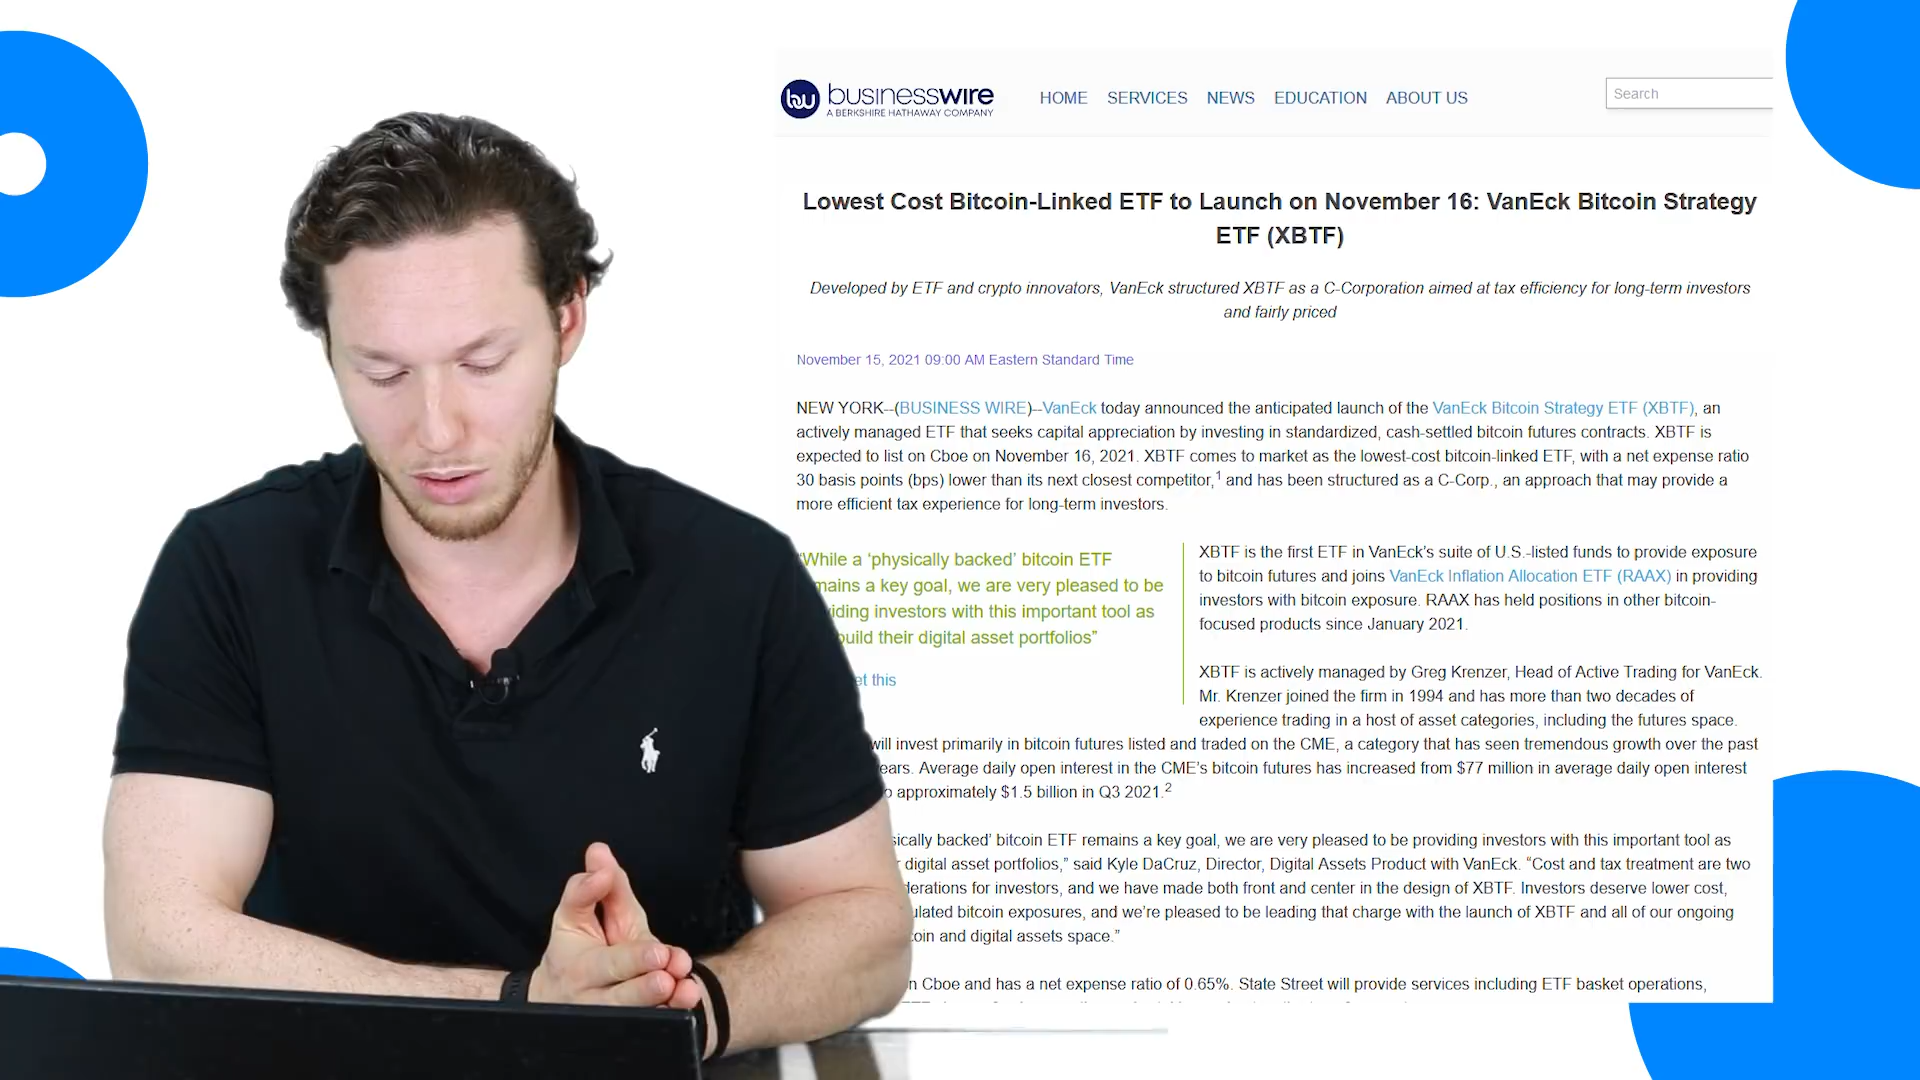 bw businesswire
A BERKSHIRE HATHAWAY COMPANY
HOME SERVICES NEWS EDUCATION ABOUT US
Search
Lowest Cost Bitcoin-Linked ETF to Launch on November 16: VanEck Bitcoin Strategy
ETF (XBTF)
Developed by ETF and crypto innovators, VanEck structured XBTF as a C-Corporation aimed at tax efficiency for long-term investors
and fairly priced
November 15, 2021 09:00 AM Eastern Standard Time
NEW YORK--(BUSINESS WIRE)--VanEck today announced the anticipated launch of the VanEck Bitcoin Strategy ETF (XBTF), an
actively managed ETF that seeks capital appreciation by investing in standardized, cash-settled bitcoin futures contracts. XBTF is
expected to list on Cboe on November 16, 2021. XBTF comes to market as the lowest-cost bitcoin-linked ETF, with a net expense ratio
30 basis points (bps) lower than its next closest competitor,1 and has been structured as a C-Corp., an approach that may provide a
more efficient tax experience for long-term investors.
"While a ‘physically backed’ bitcoin ETF
mains a key goal, we are very pleased to be
iding investors with this important tool as
build their digital asset portfolios”
et this
XBTF is the first ETF in VanEck’s suite of U.S.-listed funds to provide exposure
to bitcoin futures and joins VanEck Inflation Allocation ETF (RAAX) in providing
investors with bitcoin exposure. RAAX has held positions in other bitcoin-
focused products since January 2021.
XBTF is actively managed by Greg Krenzer, Head of Active Trading for VanEck.
Mr. Krenzer joined the firm in 1994 and has more than two decades of
experience trading in a host of asset categories, including the futures space.
will invest primarily in bitcoin futures listed and traded on the CME, a category that has seen tremendous growth over the past
ears. Average daily open interest in the CME’s bitcoin futures has increased from $77 million in average daily open interest
o approximately $1.5 billion in Q3 2021.2
sically backed’ bitcoin ETF remains a key goal, we are very pleased to be providing investors with this important tool as
r digital asset portfolios,” said Kyle DaCruz, Director, Digital Assets Product with VanEck. “Cost and tax treatment are two
derations for investors, and we have made both front and center in the design of XBTF. Investors deserve lower cost,
ulated bitcoin exposures, and we’re pleased to be leading that charge with the launch of XBTF and all of our ongoing
coin and digital assets space.”
n Cboe and has a net expense ratio of 0.65%. State Street will provide services including ETF basket operations,